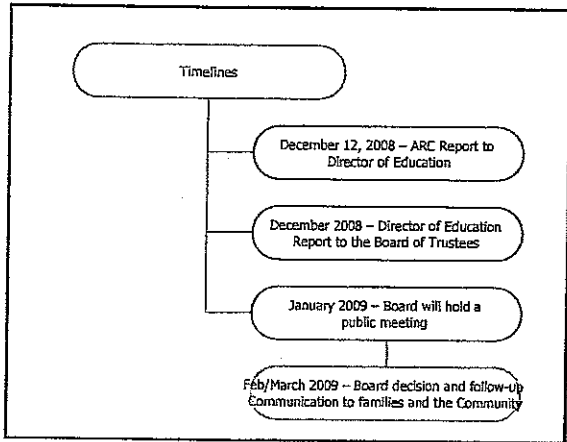 Timelines
December 12, 2008 – ARC Report to
Director of Education
December 2008 – Director of Education
Report to the Board of Trustees
January 2009 – Board will hold a
public meeting
Feb/March 2009 – Board decision and follow-up
Communication to families and the Community